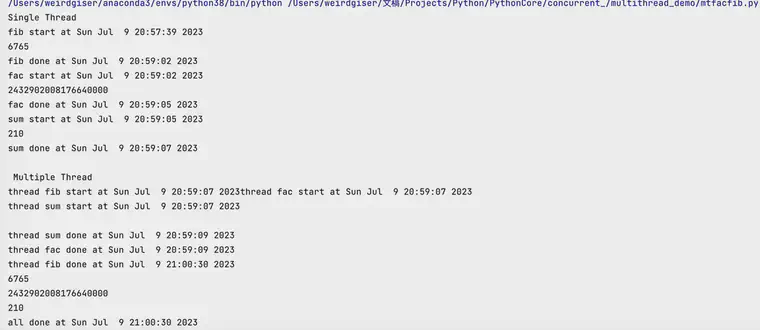 /Users/weirdgiser/anaconda3/envs/python38/bin/python /Users/weirdgiser/文稿/Projects/Python/PythonCore/concurrent_/multithread_demo/mtfacfib.py
Single Thread
fib start at Sun Jul  9 20:57:39 2023
6765
fib done at Sun Jul  9 20:59:02 2023
fac start at Sun Jul  9 20:59:02 2023
2432902008176640000
fac done at Sun Jul  9 20:59:05 2023
sum start at Sun Jul  9 20:59:05 2023
210
sum done at Sun Jul  9 20:59:07 2023
Multiple Thread
thread fib start at Sun Jul  9 20:59:07 2023thread fac start at Sun Jul  9 20:59:07 2023
thread sum start at Sun Jul  9 20:59:07 2023
thread sum done at Sun Jul  9 20:59:09 2023
thread fac done at Sun Jul  9 20:59:09 2023
thread fib done at Sun Jul  9 21:00:30 2023
6765
2432902008176640000
210
all done at Sun Jul  9 21:00:30 2023